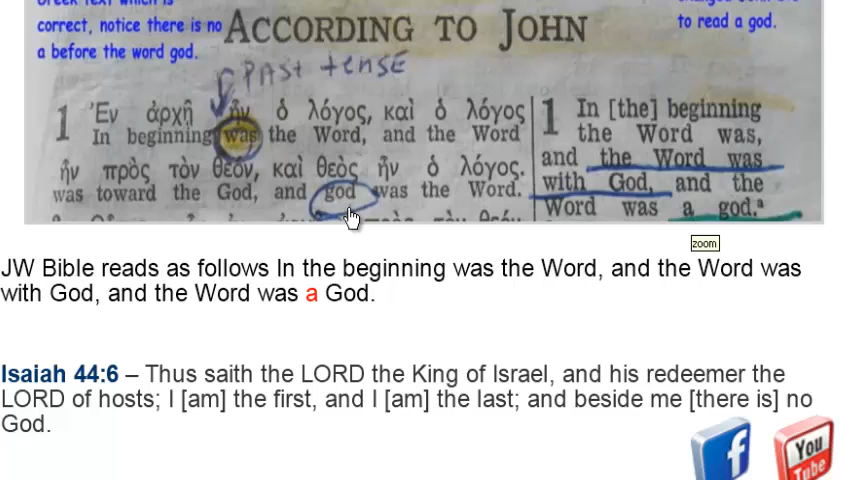 Greek Text which is
correct, notice there is no
a before the word god.
to read a god.
ACCORDING TO JOHN
Past tense
1 Ἐν ἀρχῇ ἦν ὁ λόγος, καὶ ὁ λόγος
In beginning was the Word, and the Word
ἦν πρὸς τὸν θεόν, καὶ θεὸς ἦν ὁ λόγος.
was toward the God, and god was the Word.
1 In [the] beginning
the Word was,
and the Word was
with God, and the
Word was a god.ᵃ
zoom
JW Bible reads as follows In the beginning was the Word, and the Word was
with God, and the Word was a God.
Isaiah 44:6 – Thus saith the LORD the King of Israel, and his redeemer the
LORD of hosts; I [am] the first, and I [am] the last; and beside me [there is] no
God.
f
You
Tube